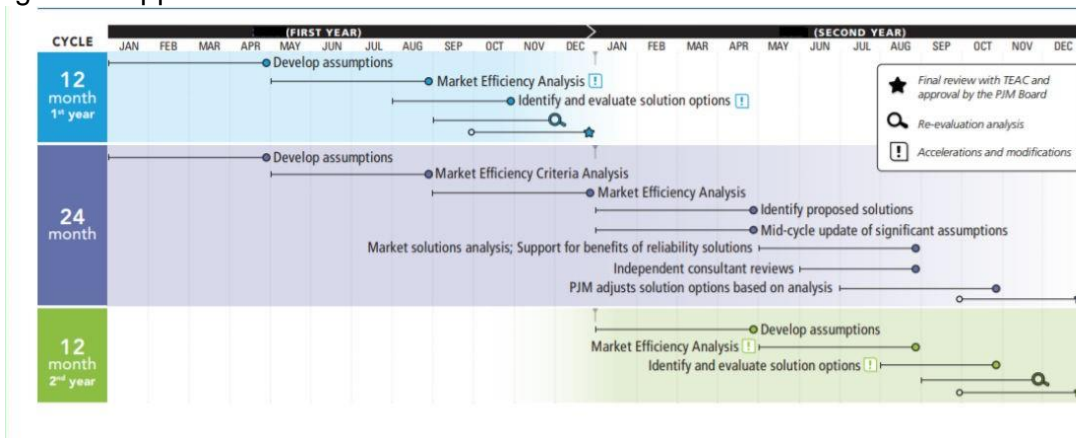 (FIRST YEAR) (SECOND YEAR)
CYCLE JAN FEB MAR APR MAY JUN JUL AUG SEP OCT NOV DEC JAN FEB MAR APR MAY JUN JUL AUG SEP OCT NOV DEC
12
month
1st year
Develop assumptions
Market Efficiency Analysis !
Identify and evaluate solution options !
Final review with TEAC and
approval by the PJM Board
Re-evaluation analysis
! Accelerations and modifications
24
month
Develop assumptions
Market Efficiency Criteria Analysis
Market Efficiency Analysis
Identify proposed solutions
Mid-cycle update of significant assumptions
Market solutions analysis; Support for benefits of reliability solutions
Independent consultant reviews
PJM adjusts solution options based on analysis
12
month
2nd year
Develop assumptions
Market Efficiency Analysis !
Identify and evaluate solution options !